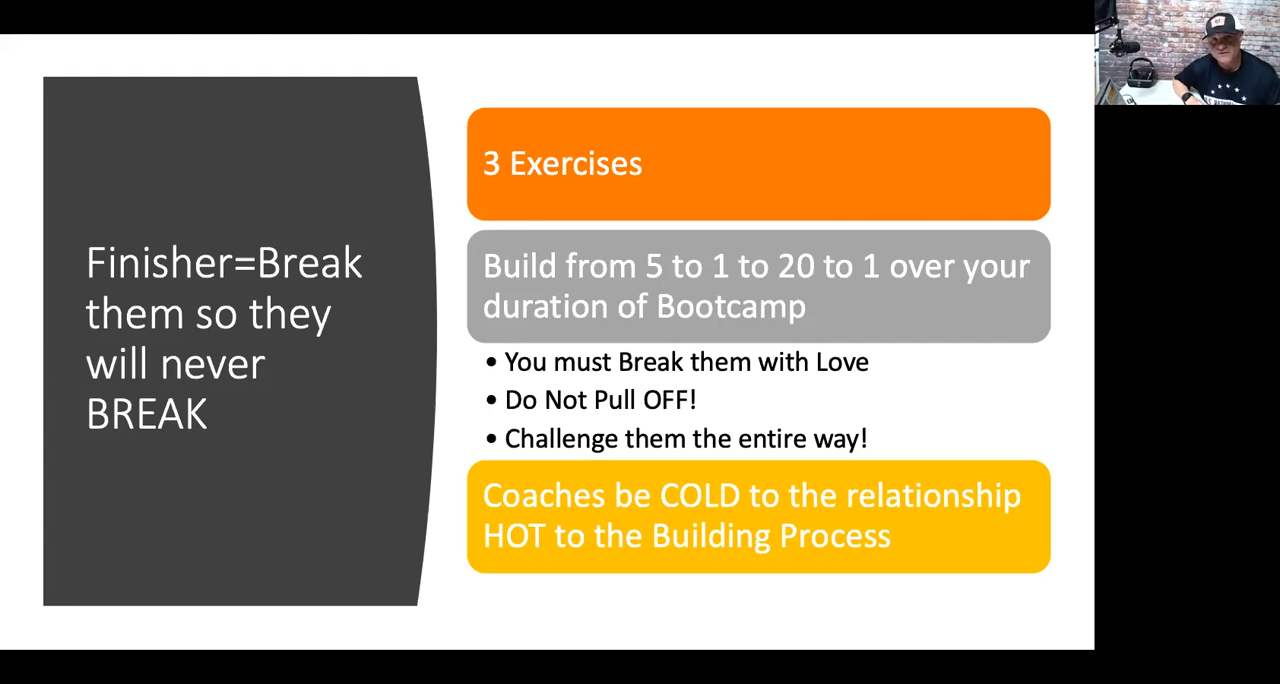 Finisher=Break
them so they
will never
BREAK
3 Exercises
Build from 5 to 1 to 20 to 1 over your
duration of Bootcamp
• You must Break them with Love
• Do Not Pull OFF!
• Challenge them the entire way!
Coaches be COLD to the relationship
HOT to the Building Process